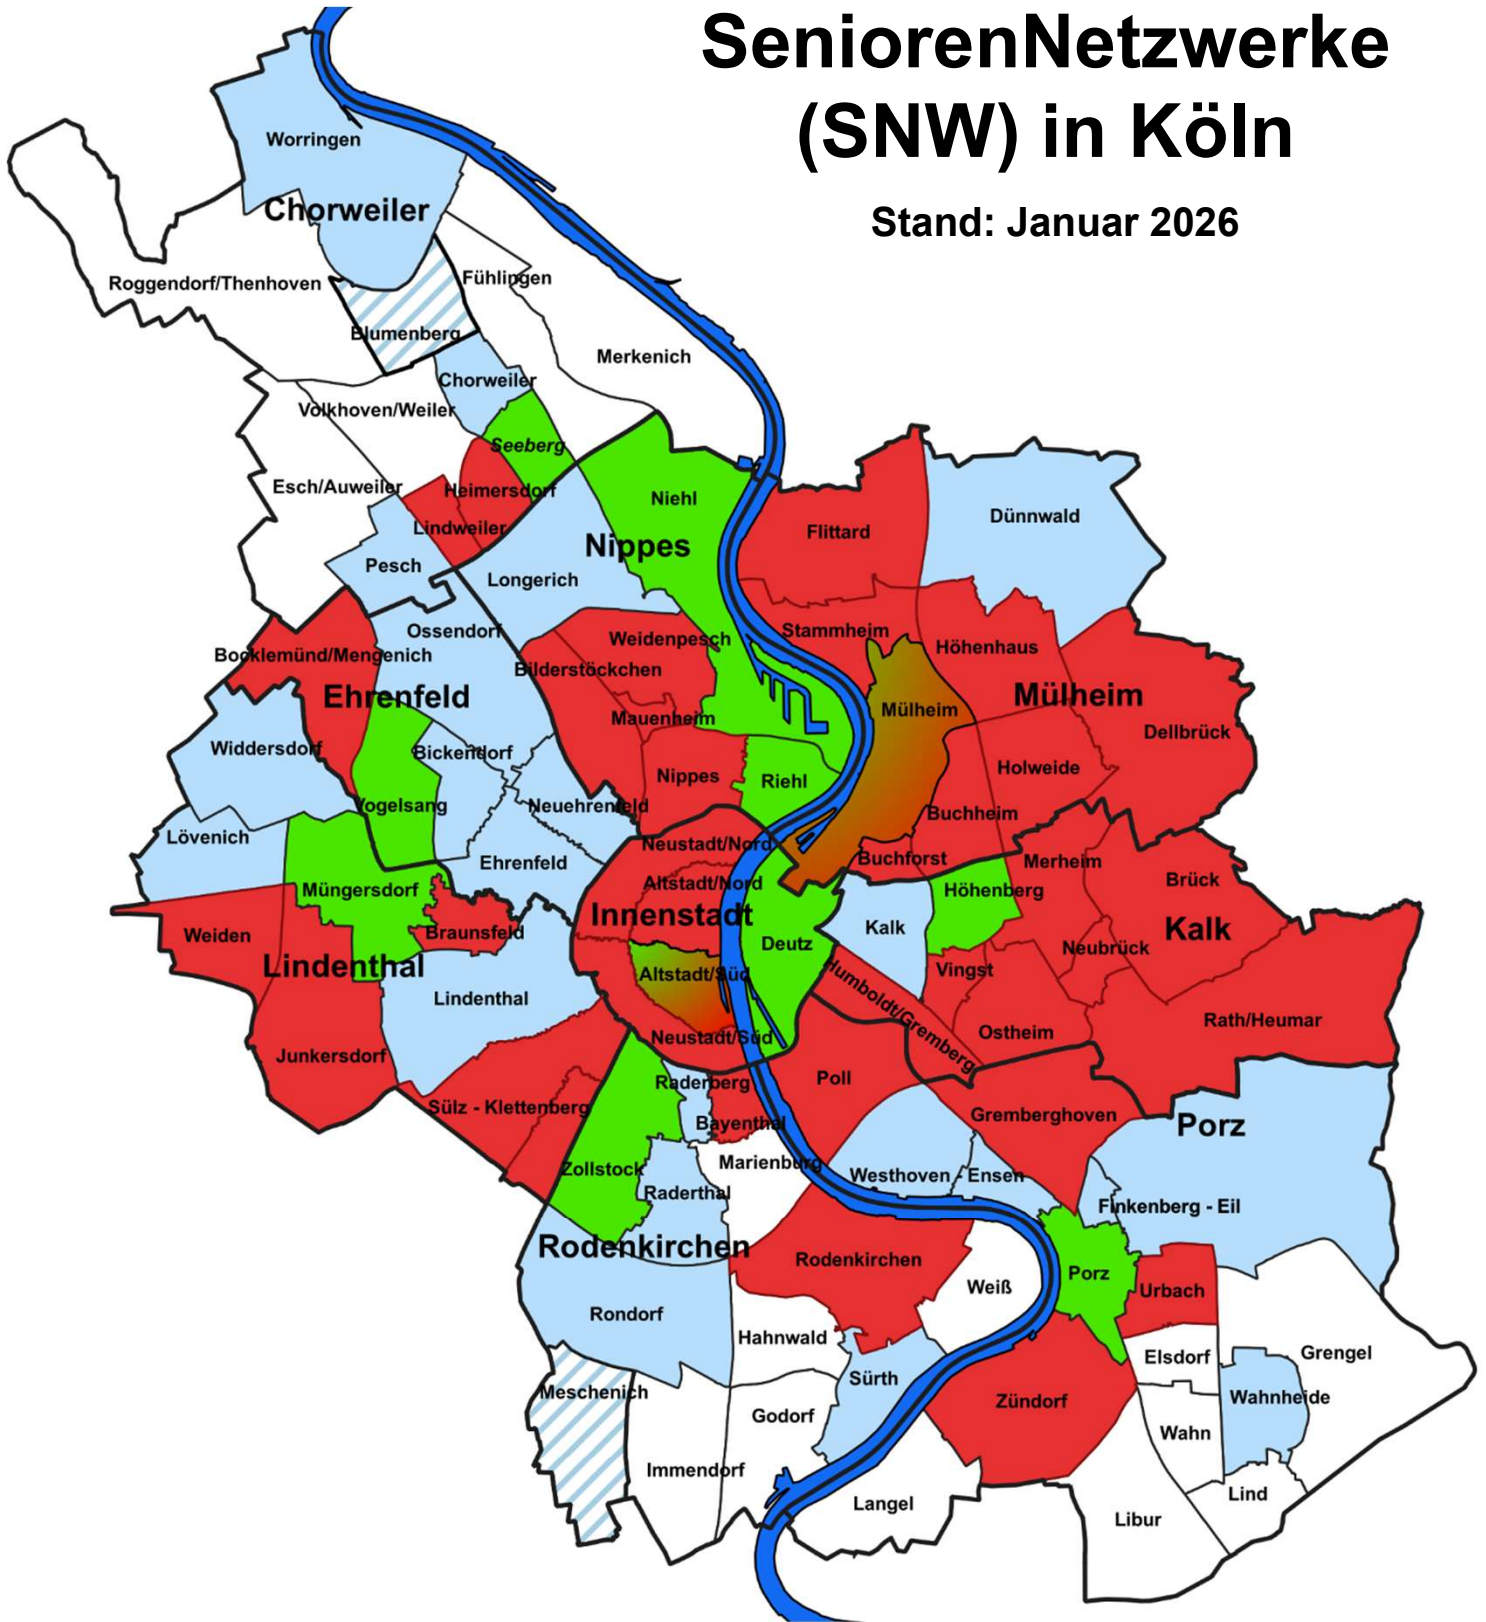 SeniorenNetzwerke
(SNW) in Köln
Stand: Januar 2026
Worringen
Chorweiler
Roggendorf/Thenhoven
Fühlingen
Blumenberg
Merkenich
Chorweiler
Volkhoven/Weiler
Seeberg
Esch/Auweiler
Heimersdorf
Lindweiler
Pesch
Niehl
Nippes
Longerich
Flittard
Dünnwald
Ossendorf
Bocklemünd/Mengenich
Ehrenfeld
Weidenpesch
Bilderstöckchen
Mauenheim
Stammheim
Höhenhaus
Mülheim
Mülheim
Dellbrück
Widdersdorf
Bickendorf
Vogelsang
Neuehrenfeld
Nippes
Riehl
Holweide
Buchheim
Lövenich
Ehrenfeld
Neustadt/Nord
Buchforst
Merheim
Müngersdorf
Altstadt/Nord
Höhenberg
Brück
Innenstadt
Weiden
Braunsfeld
Deutz
Kalk
Kalk
Neubrück
Lindenthal
Altstadt/Süd
Vingst
Lindenthal
Humboldt/Gremberg
Rath/Heumar
Ostheim
Neustadt/Süd
Junkersdorf
Raderberg
Poll
Sülz - Klettenberg
Bayenthal
Gremberghoven
Porz
Zollstock
Marienburg
Westhoven - Ensen
Raderthal
Finkenberg - Eil
Rodenkirchen
Rodenkirchen
Weiß
Porz
Urbach
Rondorf
Hahnwald
Elsdorf
Grengel
Sürth
Meschenich
Wahnheide
Zündorf
Godorf
Wahn
Immendorf
Langel
Lind
Libur